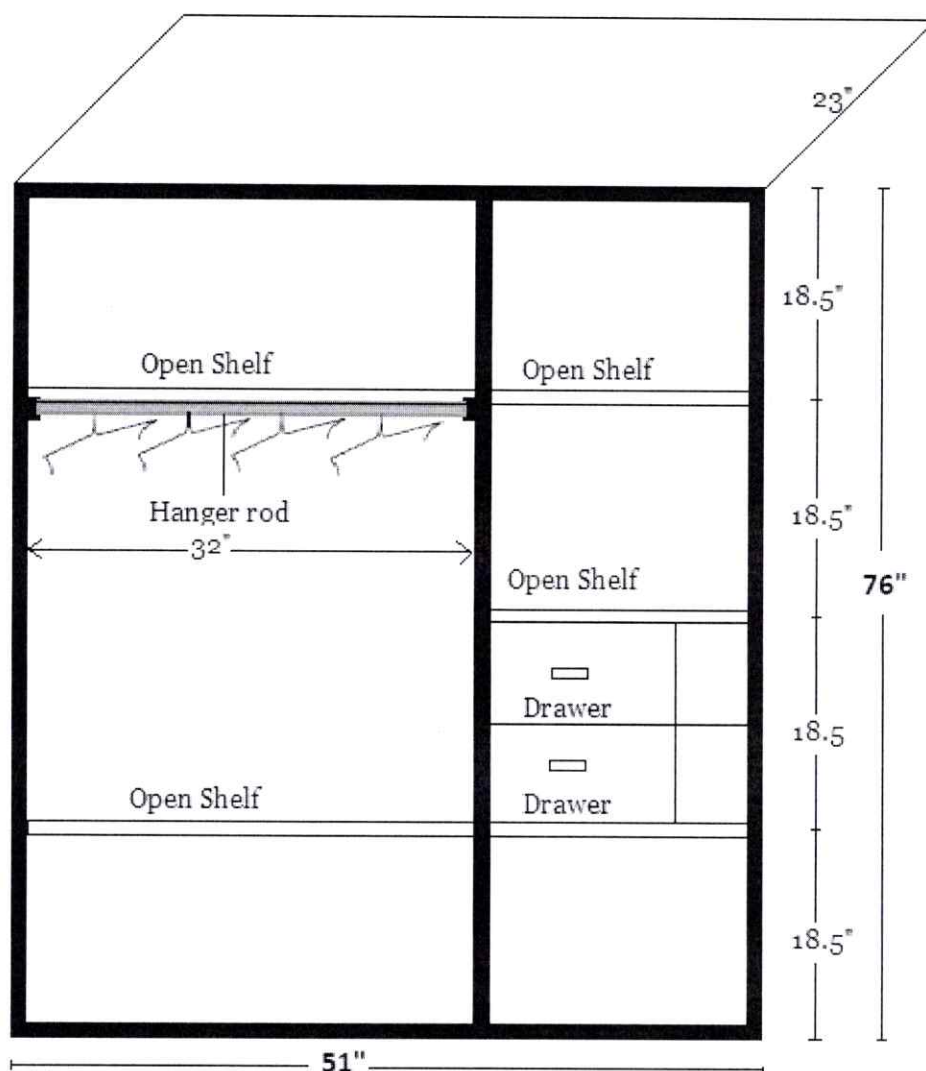 23"
18.5"
Open Shelf
Open Shelf
Hanger rod
18.5"
32"
Open Shelf
76"
Drawer
18.5
Open Shelf
Drawer
18.5"
51"